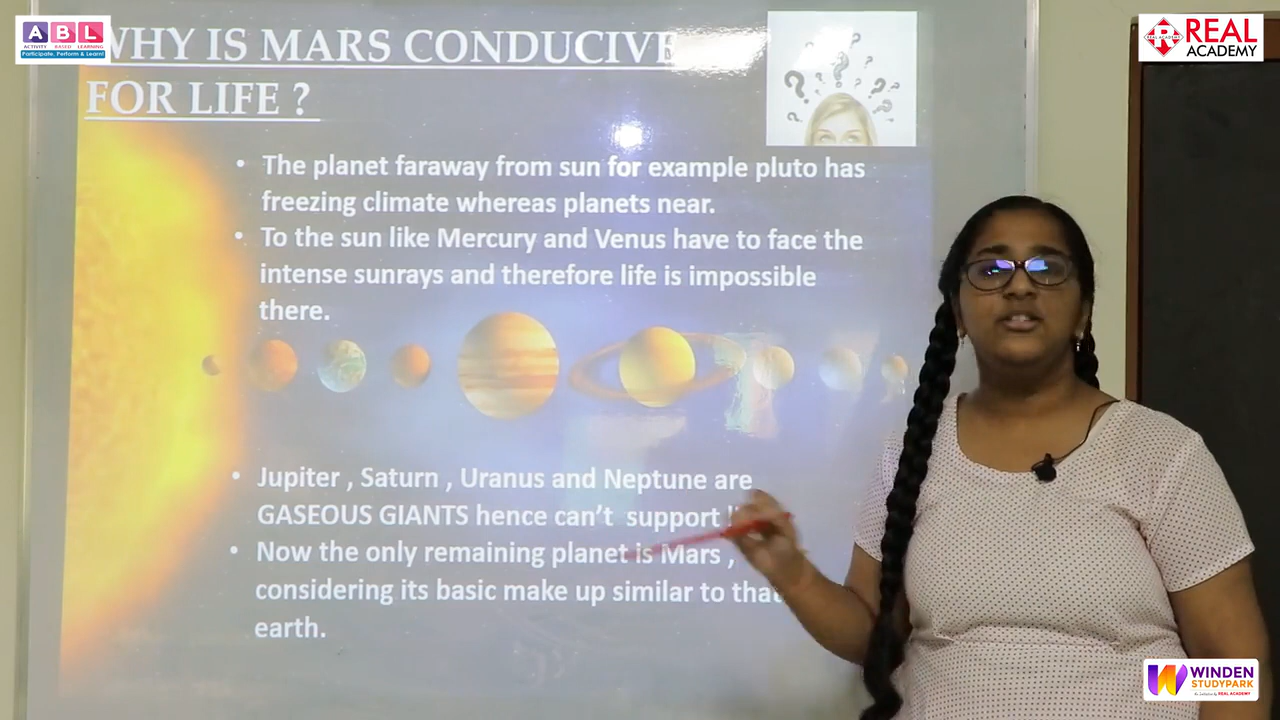 ABL
ACTIVITY BASED LEARNING
Participate, Perform & Learn!
WHY IS MARS CONDUCIVE
FOR LIFE ?
REAL
ACADEMY
• The planet faraway from sun for example pluto has
freezing climate whereas planets near.
• To the sun like Mercury and Venus have to face the
intense sunrays and therefore life is impossible
there.
• Jupiter , Saturn , Uranus and Neptune are
GASEOUS GIANTS hence can't support
• Now the only remaining planet is Mars ,
considering its basic make up similar to that
earth.
WINDEN
STUDYPARK